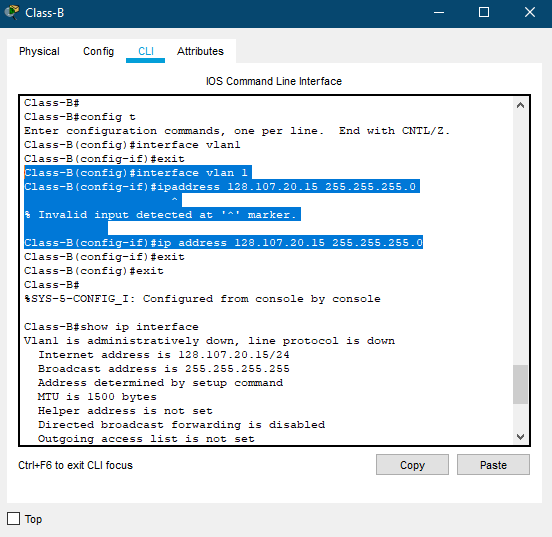 Class-B
Physical Config CLI Attributes
IOS Command Line Interface
Class-B#
Class-B#config t
Enter configuration commands, one per line.  End with CNTL/Z.
Class-B(config)#interface vlan1
Class-B(config-if)#exit
Class-B(config)#interface vlan 1
Class-B(config-if)#ipaddress 128.107.20.15 255.255.255.0
^
% Invalid input detected at '^' marker.
Class-B(config-if)#ip address 128.107.20.15 255.255.255.0
Class-B(config-if)#exit
Class-B(config)#exit
Class-B#
%SYS-5-CONFIG_I: Configured from console by console
Class-B#show ip interface
Vlan1 is administratively down, line protocol is down
Internet address is 128.107.20.15/24
Broadcast address is 255.255.255.255
Address determined by setup command
MTU is 1500 bytes
Helper address is not set
Directed broadcast forwarding is disabled
Outgoing access list is not set
Ctrl+F6 to exit CLI focus
Copy Paste
Top